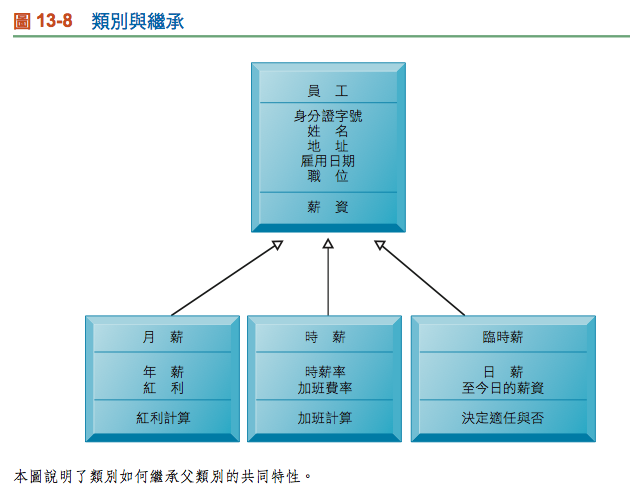 圖 13-8 類別與繼承
員 工
身分證字號
姓 名
地 址
雇用日期
職 位
薪 資
月 薪
年 薪
紅 利
紅利計算
時 薪
時薪率
加班費率
加班計算
臨時薪
日 薪
至今日的薪資
決定適任與否
本圖說明了類別如何繼承父類別的共同特性。